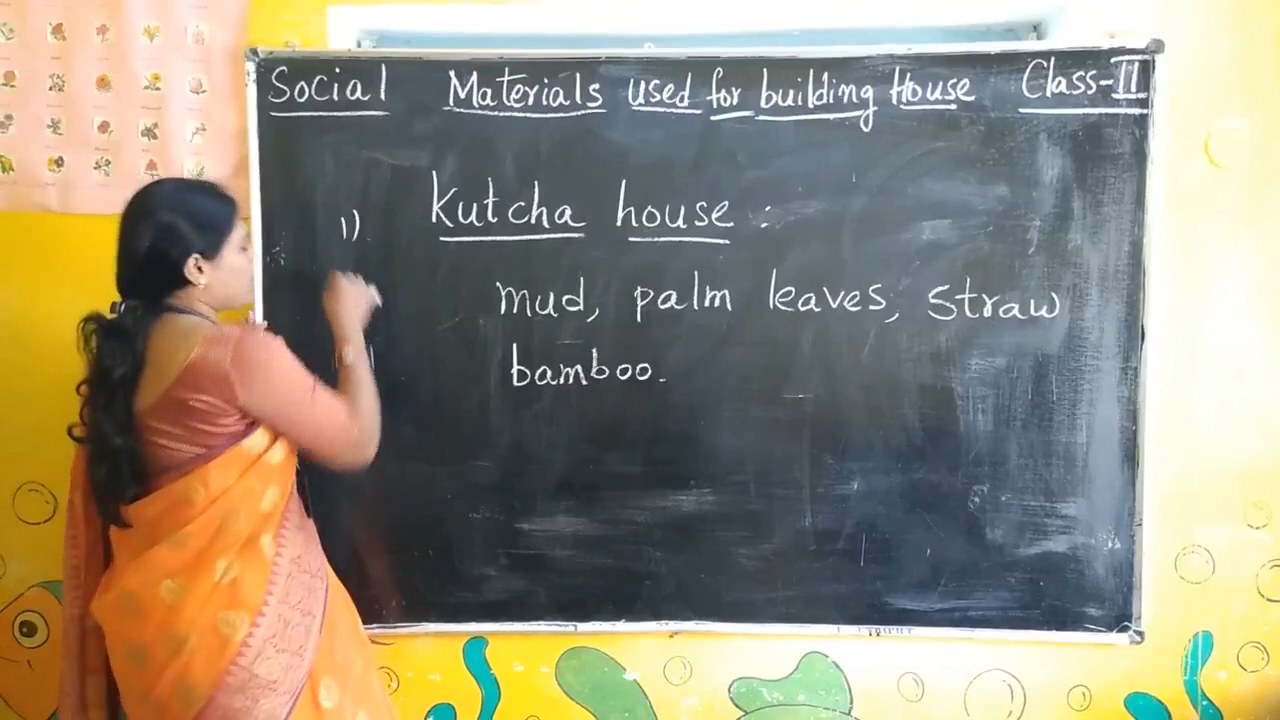 Social Materials used for building House Class-II
1) Kutcha house :
mud, palm leaves, straw
bamboo.